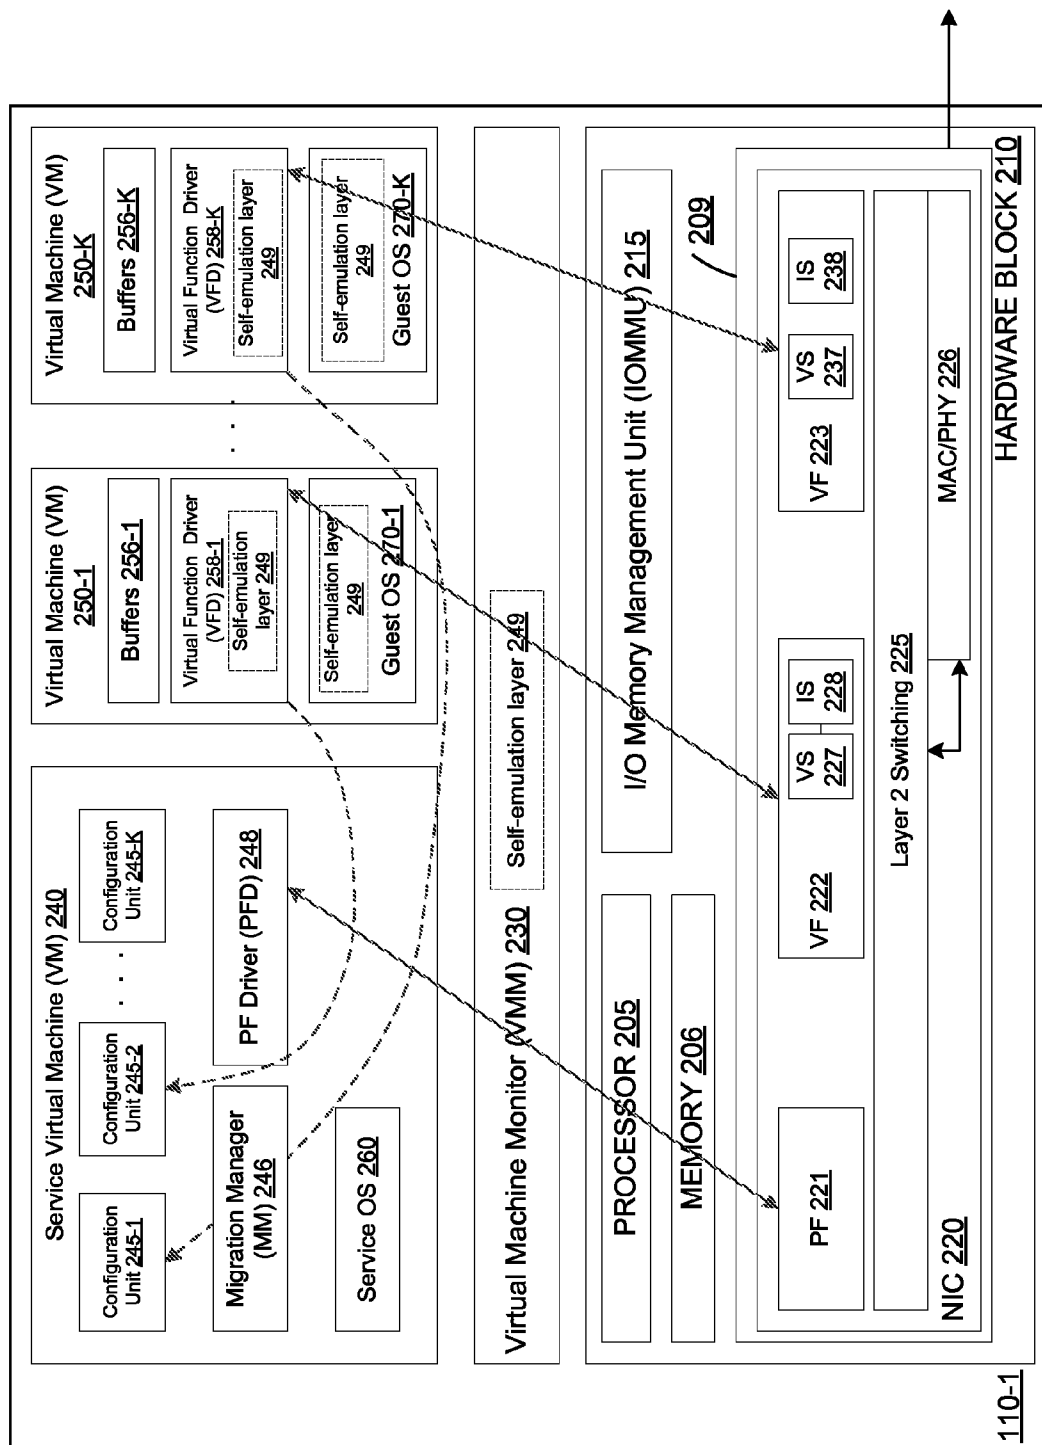 Service Virtual Machine (VM) 240
Configuration
Unit 245-1
Configuration
Unit 245-2
. . .
Configuration
Unit 245-K
Migration Manager
(MM) 246
PF Driver (PFD) 248
Service OS 260
Virtual Machine (VM)
250-1
Buffers 256-1
Virtual Function Driver
(VFD) 258-1
Self-emulation
layer 249
Self-emulation layer
249
Guest OS 270-1
. . .
Virtual Machine (VM)
250-K
Buffers 256-K
Virtual Function Driver
(VFD) 258-K
Self-emulation layer
249
Self-emulation layer
249
Guest OS 270-K
Virtual Machine Monitor (VMM) 230
Self-emulation layer 249
PROCESSOR 205
MEMORY 206
I/O Memory Management Unit (IOMMU) 215
209
PF 221
VF 222
VS
227
IS
228
VF 223
VS
237
IS
238
Layer 2 Switching 225
MAC/PHY 226
NIC 220
HARDWARE BLOCK 210
110-1